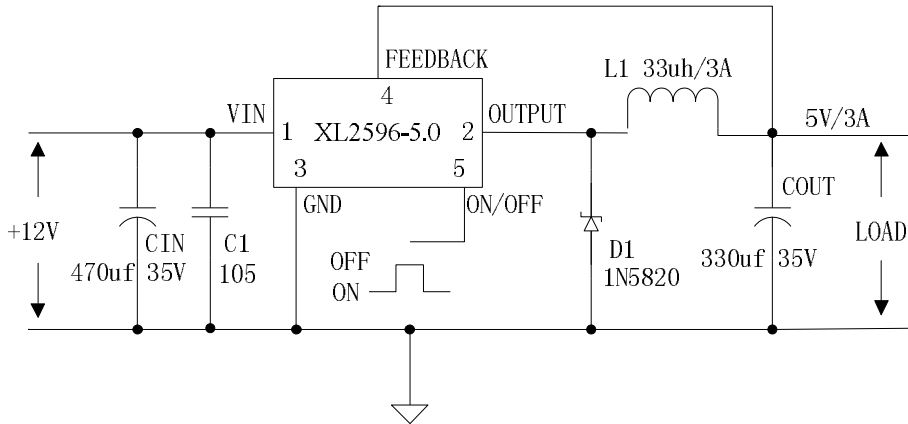 FEEDBACK
L1 33uh/3A
4
VIN
OUTPUT
5V/3A
1 XL2596-5.0 2
3
5
GND
ON/OFF
COUT
+12V
CIN
C1
OFF
D1
LOAD
470uf 35V
105
ON
1N5820
330uf 35V